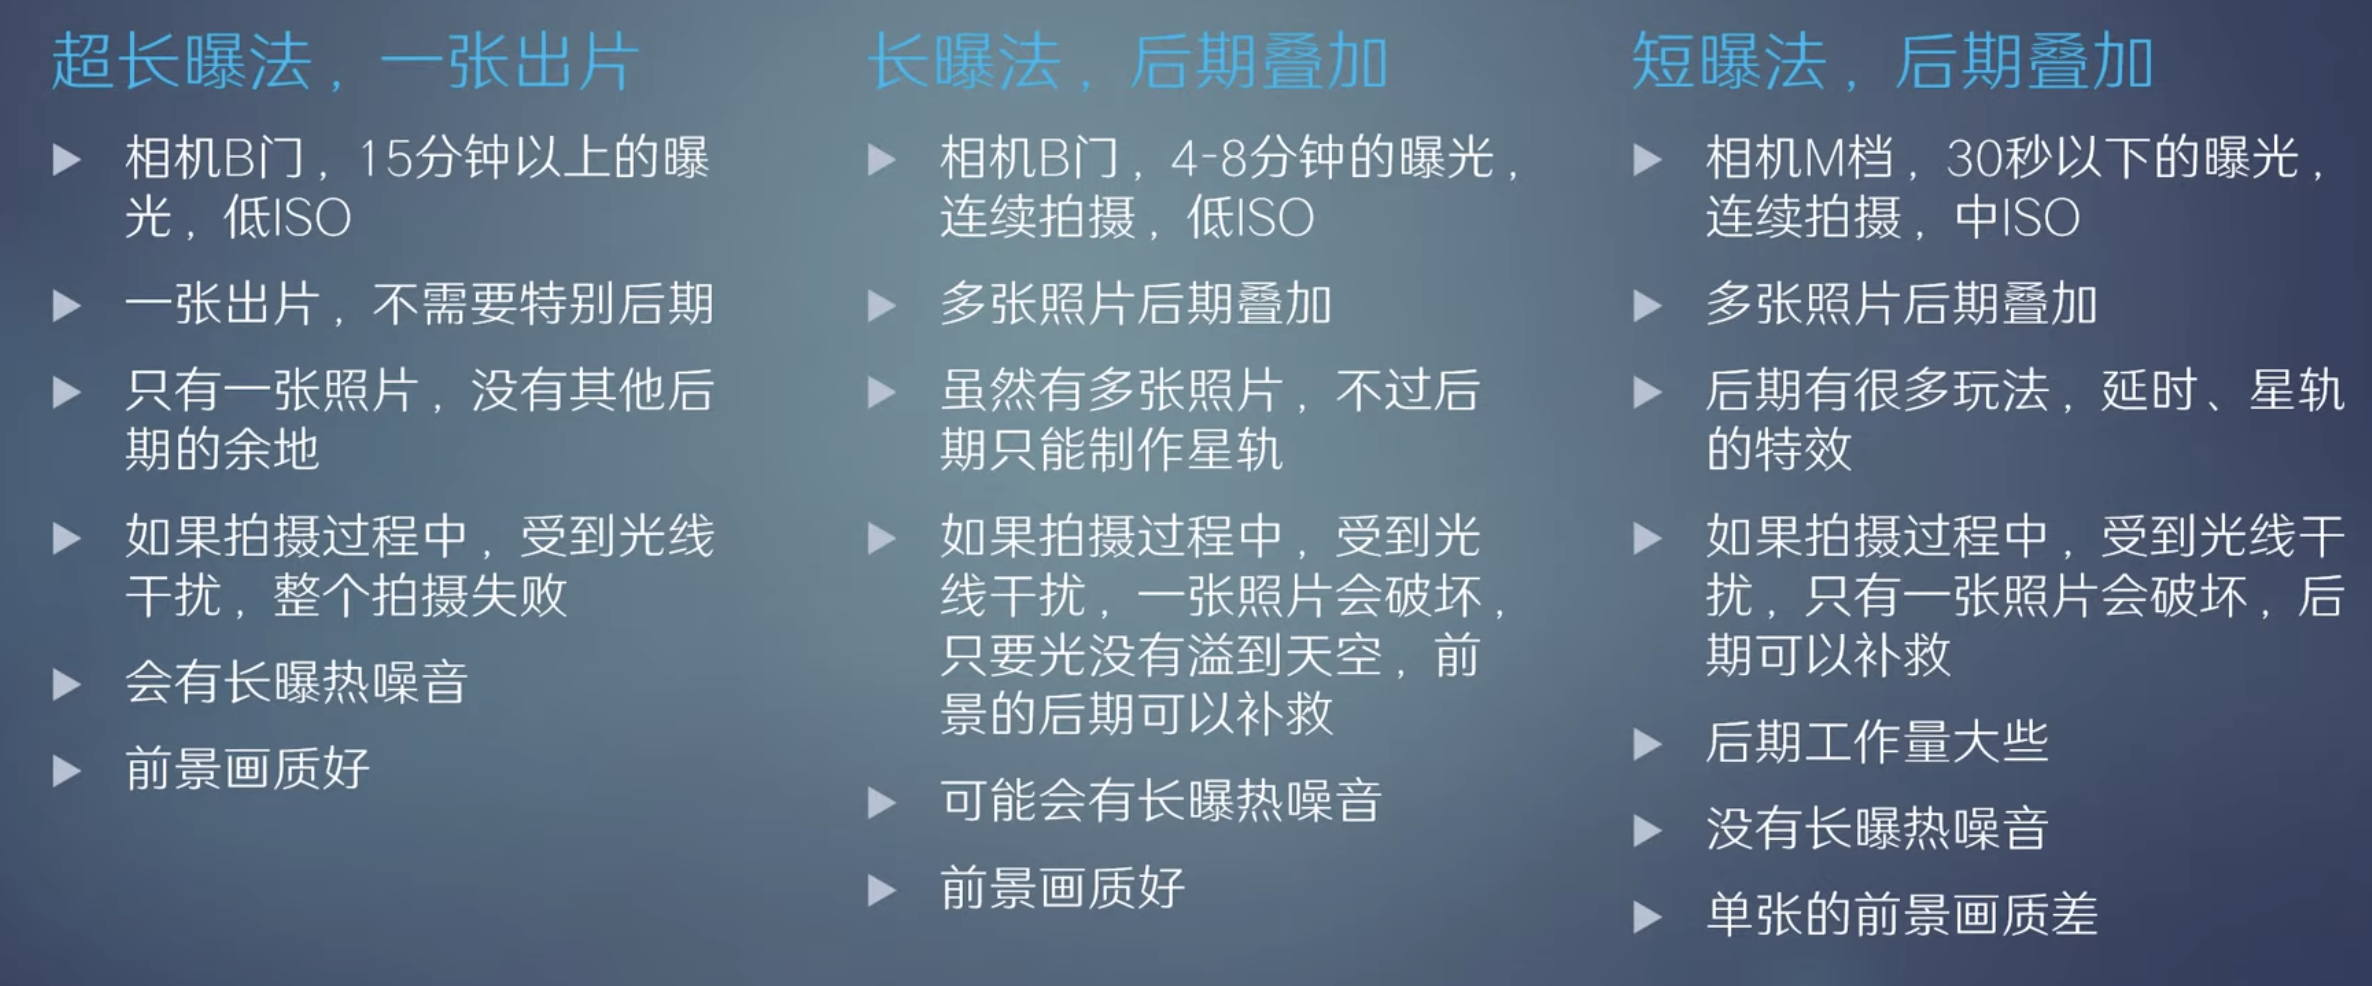 超长曝法，一张出片
相机B门，15分钟以上的曝
光，低ISO
一张出片，不需要特别后期
只有一张照片，没有其他后
期的余地
如果拍摄过程中，受到光线
干扰，整个拍摄失败
会有长曝热噪音
前景画质好
长曝法，后期叠加
相机B门，4-8分钟的曝光，
连续拍摄，低ISO
多张照片后期叠加
虽然有多张照片，不过后
期只能制作星轨
如果拍摄过程中，受到光
线干扰，一张照片会破坏，
只要光没有溢到天空，前
景的后期可以补救
可能会有长曝热噪音
前景画质好
短曝法，后期叠加
相机M档，30秒以下的曝光，
连续拍摄，中ISO
多张照片后期叠加
后期有很多玩法，延时、星轨
的特效
如果拍摄过程中，受到光线干
扰，只有一张照片会破坏，后
期可以补救
后期工作量大些
没有长曝热噪音
单张的前景画质差